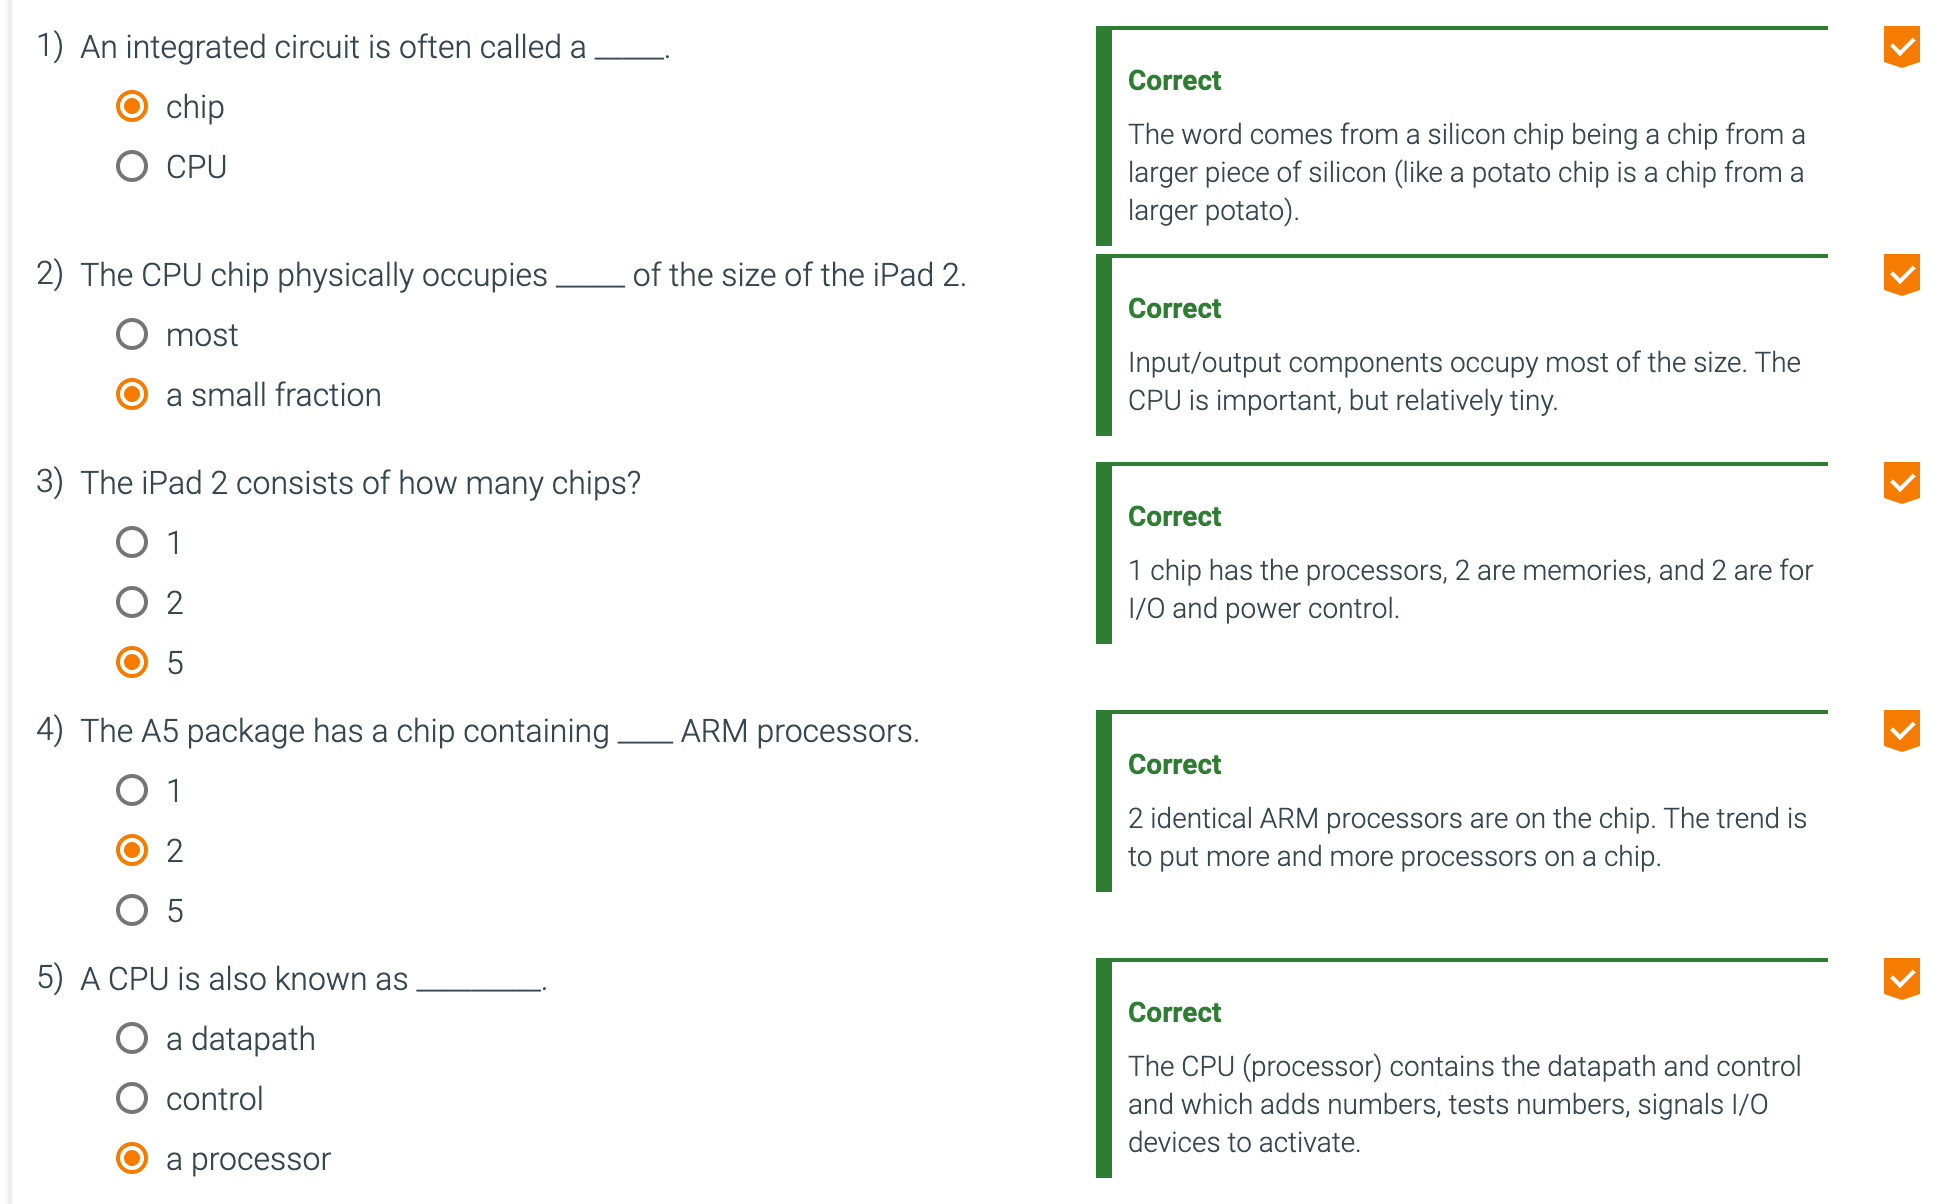 1) An integrated circuit is often called a _____.
chip
CPU
Correct
The word comes from a silicon chip being a chip from a
larger piece of silicon (like a potato chip is a chip from a
larger potato).
2) The CPU chip physically occupies _____ of the size of the iPad 2.
most
a small fraction
Correct
Input/output components occupy most of the size. The
CPU is important, but relatively tiny.
3) The iPad 2 consists of how many chips?
1
2
5
Correct
1 chip has the processors, 2 are memories, and 2 are for
I/O and power control.
4) The A5 package has a chip containing ____ ARM processors.
1
2
5
Correct
2 identical ARM processors are on the chip. The trend is
to put more and more processors on a chip.
5) A CPU is also known as _________.
a datapath
control
a processor
Correct
The CPU (processor) contains the datapath and control
and which adds numbers, tests numbers, signals I/O
devices to activate.